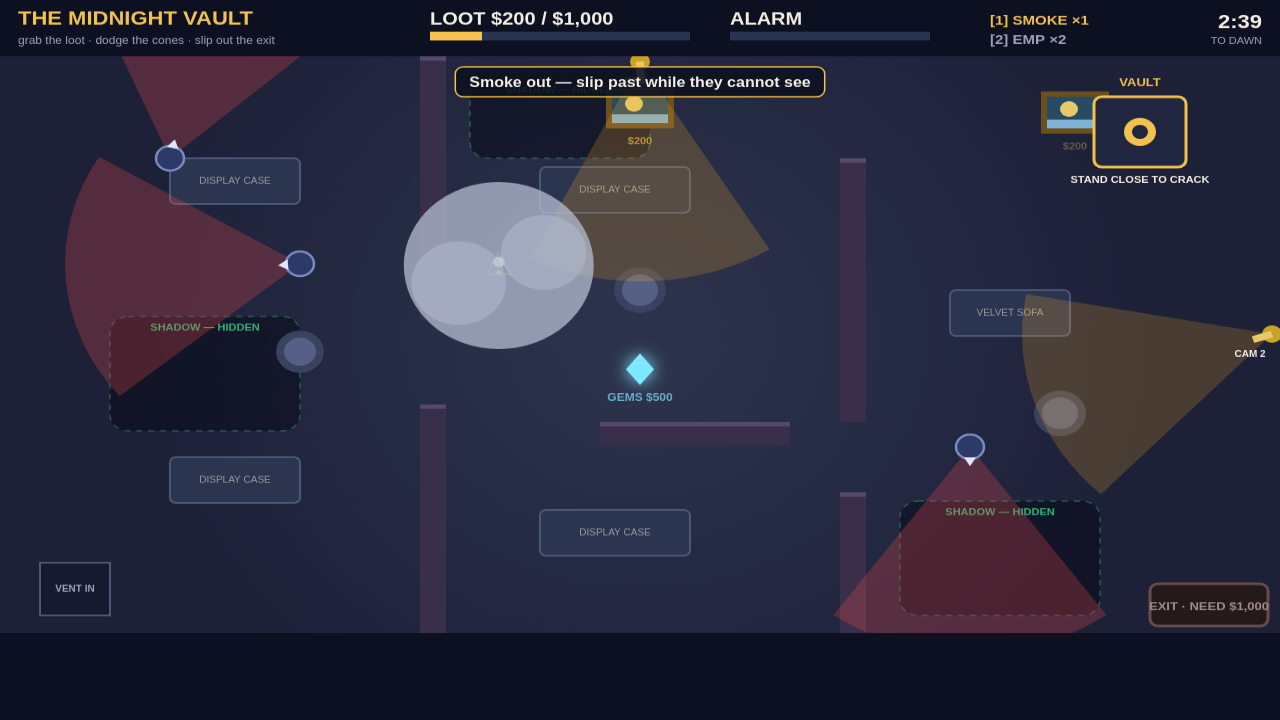 THE MIDNIGHT VAULT
grab the loot · dodge the cones · slip out the exit
LOOT $200 / $1,000
ALARM
[1] SMOKE ×1
[2] EMP ×2
2:39
TO DAWN
Smoke out — slip past while they cannot see
$200
VAULT
$200
STAND CLOSE TO CRACK
DISPLAY CASE
DISPLAY CASE
SHADOW — HIDDEN
VELVET SOFA
CAM 2
GEMS $500
DISPLAY CASE
SHADOW — HIDDEN
DISPLAY CASE
VENT IN
EXIT · NEED $1,000